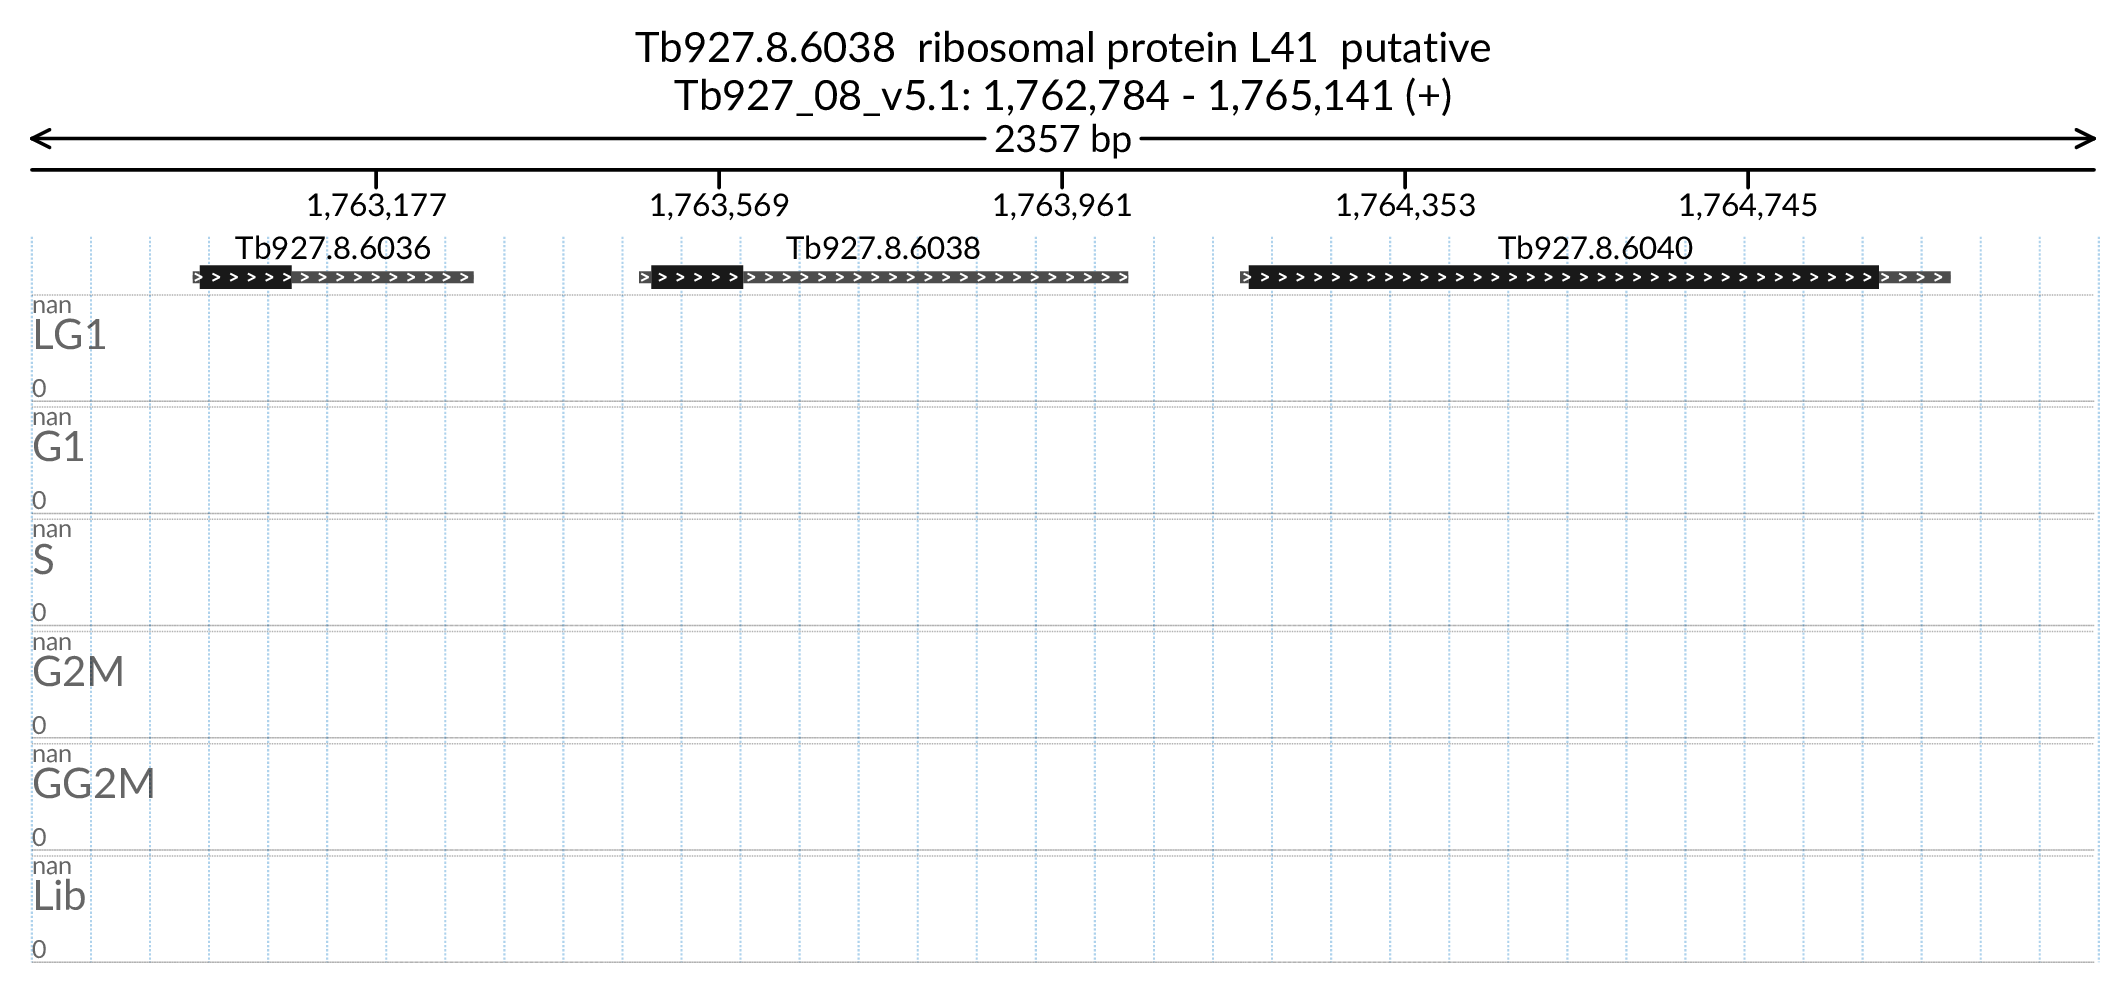 Tb927.8.6038  ribosomal protein L41  putative
Tb927_08_v5.1: 1,762,784 - 1,765,141 (+)
2357 bp
1,763,177 1,763,569 1,763,961 1,764,353 1,764,745
Tb927.8.6036 Tb927.8.6038 Tb927.8.6040
nan
LG1
0
nan
G1
0
nan
S
0
nan
G2M
0
nan
GG2M
0
nan
Lib
0